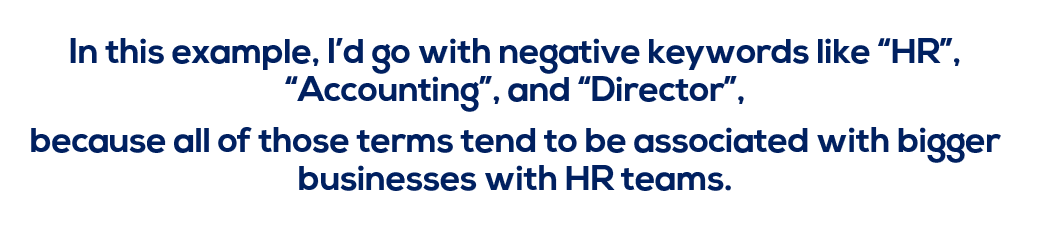 In this example, I’d go with negative keywords like “HR”,
“Accounting”, and “Director”,
because all of those terms tend to be associated with bigger
businesses with HR teams.